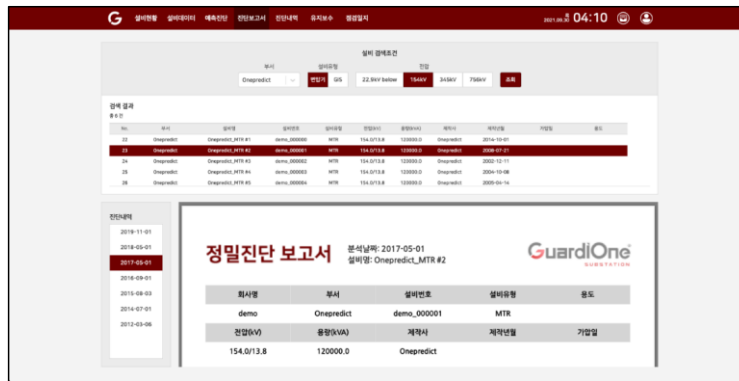 G 설비현황 설비데이터 예측진단 진단보고서 진단내역 유지보수 점검일지 04:10
설비 검색조건
부서 설비유형 전압
Onepredict 변압기 GIS 22.9kV below 154kV 345kV 765kV 조회
검색 결과
총 6 건
No. 부서 설비명 설비번호 설비유형 전압(kV) 용량(kVA) 제작사 제작년월 가압일 용도
22 Onepredict Onepredict_MTR #1 demo_000000 MTR 154.0/13.8 120000.0 Onepredict 2014-10-01
23 Onepredict Onepredict_MTR #2 demo_000001 MTR 154.0/13.8 120000.0 Onepredict 2008-07-21
24 Onepredict Onepredict_MTR #3 demo_000002 MTR 154.0/13.8 120000.0 Onepredict 2002-12-11
25 Onepredict Onepredict_MTR #4 demo_000003 MTR 154.0/13.8 120000.0 Onepredict 2004-10-08
26 Onepredict Onepredict_MTR #5 demo_000004 MTR 154.0/13.8 120000.0 Onepredict 2005-04-14
진단내역
2019-11-01
2018-05-01
2017-05-01
2016-09-01
2015-08-03
2014-07-01
2012-03-06
정밀진단 보고서
분석날짜: 2017-05-01
설비명: Onepredict_MTR #2
GuardiOne
SUBSTATION
회사명 부서 설비번호 설비유형 용도
demo Onepredict demo_000001 MTR
전압(kV) 용량(kVA) 제작사 제작년월 가압일
154.0/13.8 120000.0 Onepredict